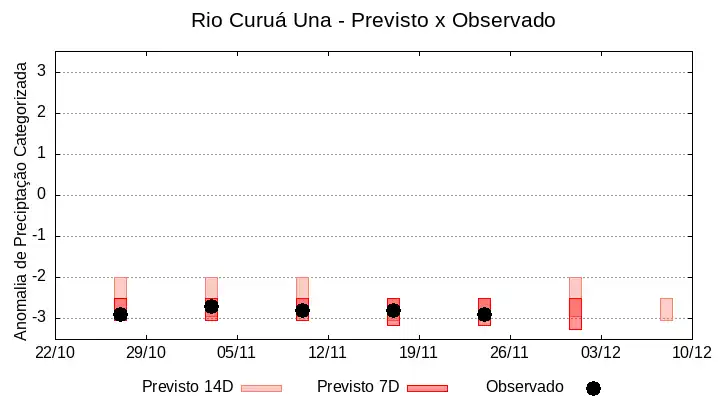 Rio Curuá Una - Previsto x Observado
Anomalia de Preciptação Categorizada
3
2
1
0
-1
-2
-3
22/10 29/10 05/11 12/11 19/11 26/11 03/12 10/12
Previsto 14D Previsto 7D Observado